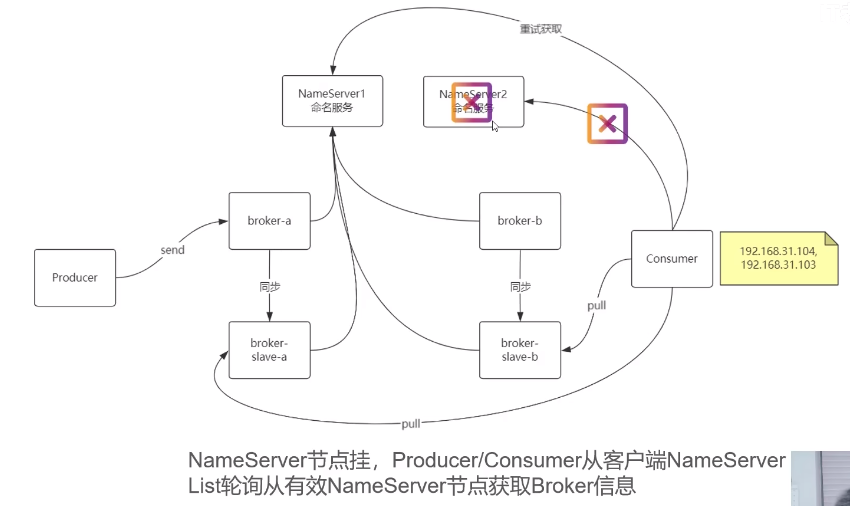 重试获取
NameServer1
命名服务
NameServer2
命名服务
broker-a
broker-b
send
Producer
同步
同步
Consumer
192.168.31.104,
192.168.31.103
pull
broker-
slave-a
broker-
slave-b
pull
NameServer节点挂，Producer/Consumer从客户端NameServer
List轮询从有效NameServer节点获取Broker信息